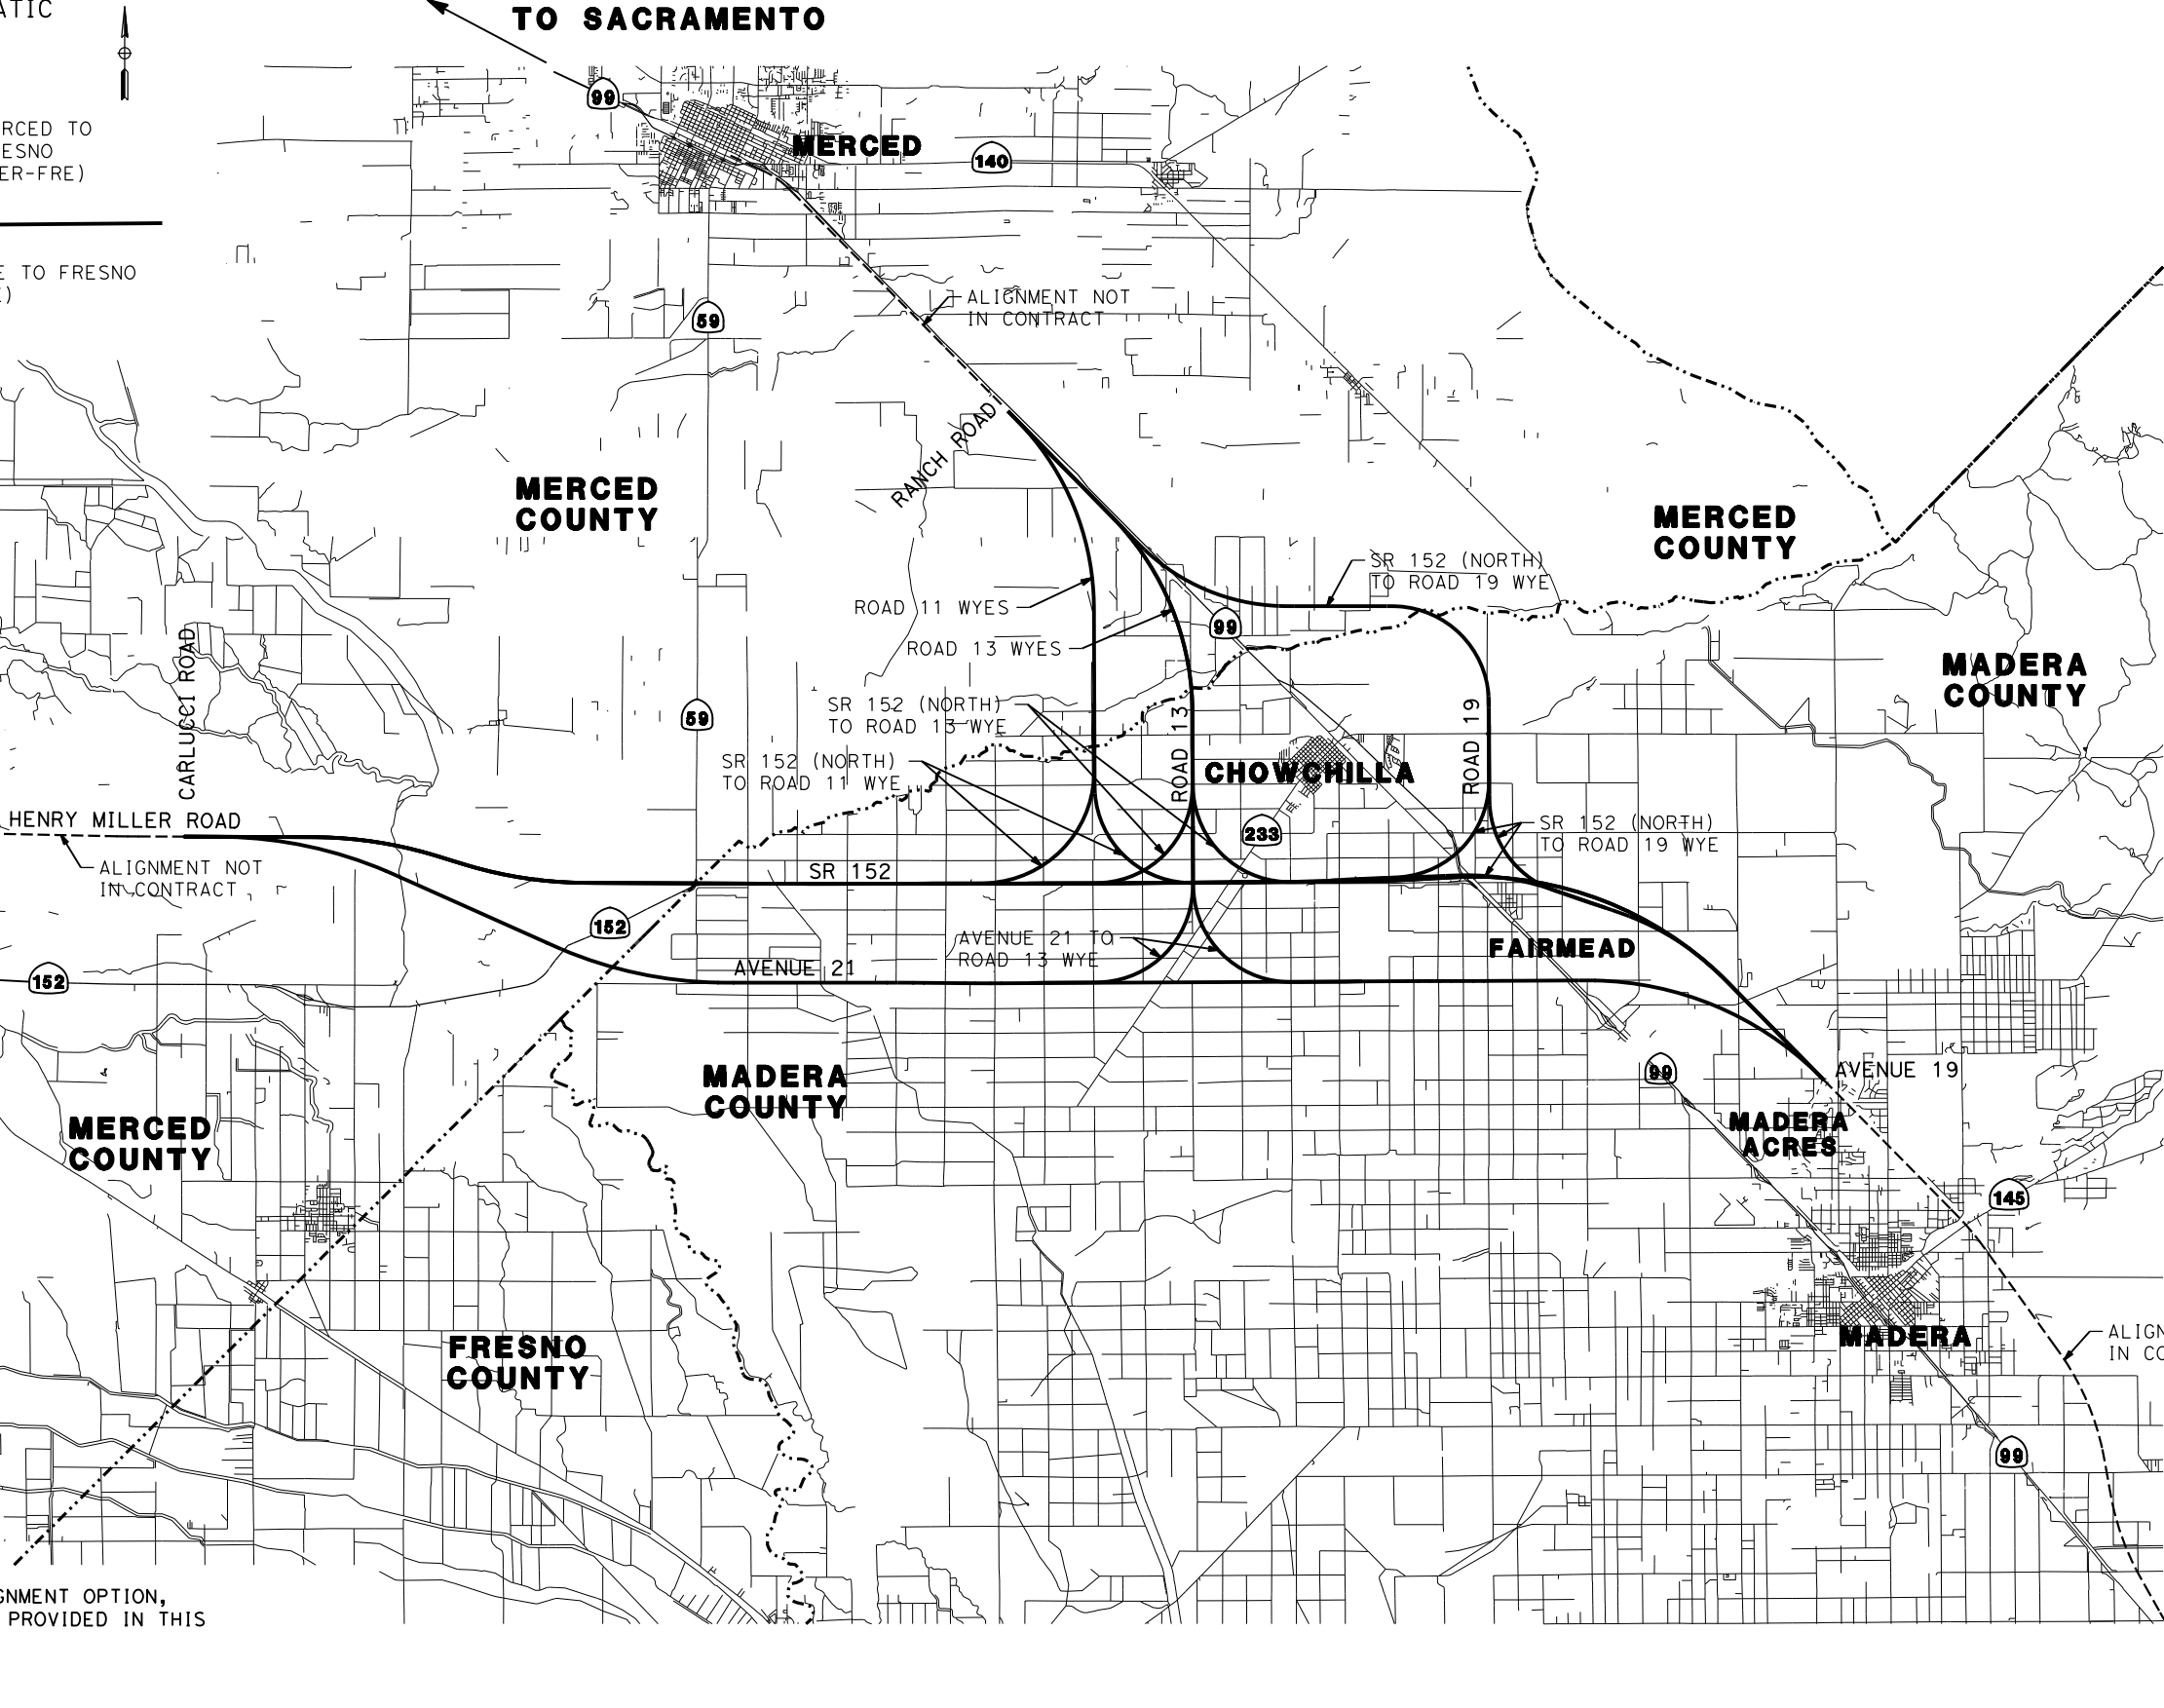 ATIC
TO SACRAMENTO
99
RCED TO
ESNO
ER-FRE)
MERCED
140
E TO FRESNO
)
ALIGNMENT NOT
IN CONTRACT
59
RANCH ROAD
MERCED
COUNTY
MERCED
COUNTY
SR 152 (NORTH)
TO ROAD 19 WYE
ROAD 11 WYES
99
ROAD 13 WYES
CARLUCCI ROAD
MADERA
COUNTY
SR 152 (NORTH)
TO ROAD 13 WYE
59
ROAD 13
ROAD 19
SR 152 (NORTH)
TO ROAD 11 WYE
CHOWCHILLA
HENRY MILLER ROAD
233
SR 152 (NORTH)
TO ROAD 19 WYE
ALIGNMENT NOT
IN CONTRACT
SR 152
152
AVENUE 21 TO
ROAD 13 WYE
FAIRMEAD
AVENUE 21
152
99
AVENUE 19
MADERA
COUNTY
MADERA
ACRES
MERCED
COUNTY
145
MADERA
ALIGN
IN CO
FRESNO
COUNTY
99
GNMENT OPTION,
PROVIDED IN THIS